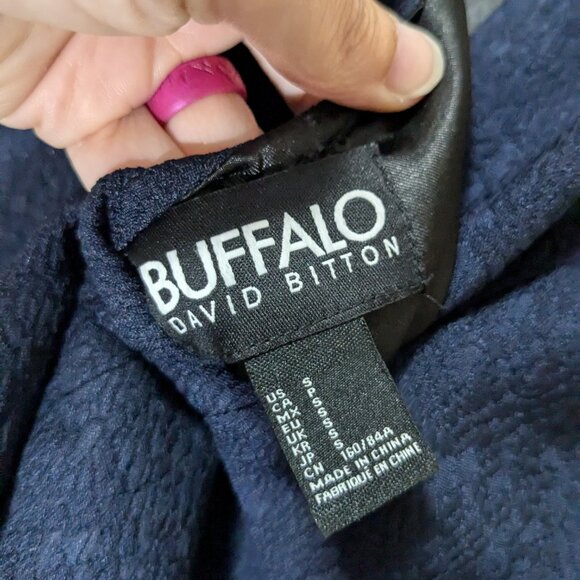 BUFFALO
DAVID BITTON
US S
CA P
MX S
EU S
UK S
KR S
JP S
CN 160/84A
MADE IN CHINA
FABRIQUÉ EN CHINE